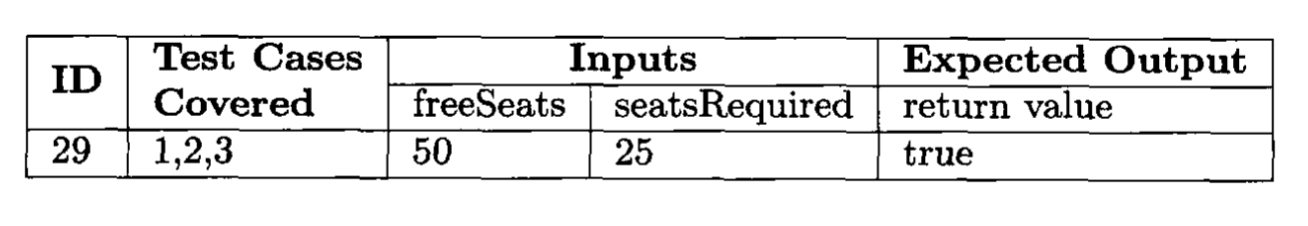 ID Test Cases Covered Inputs Expected Output
freeSeats seatsRequired return value
29 1,2,3 50 25 true